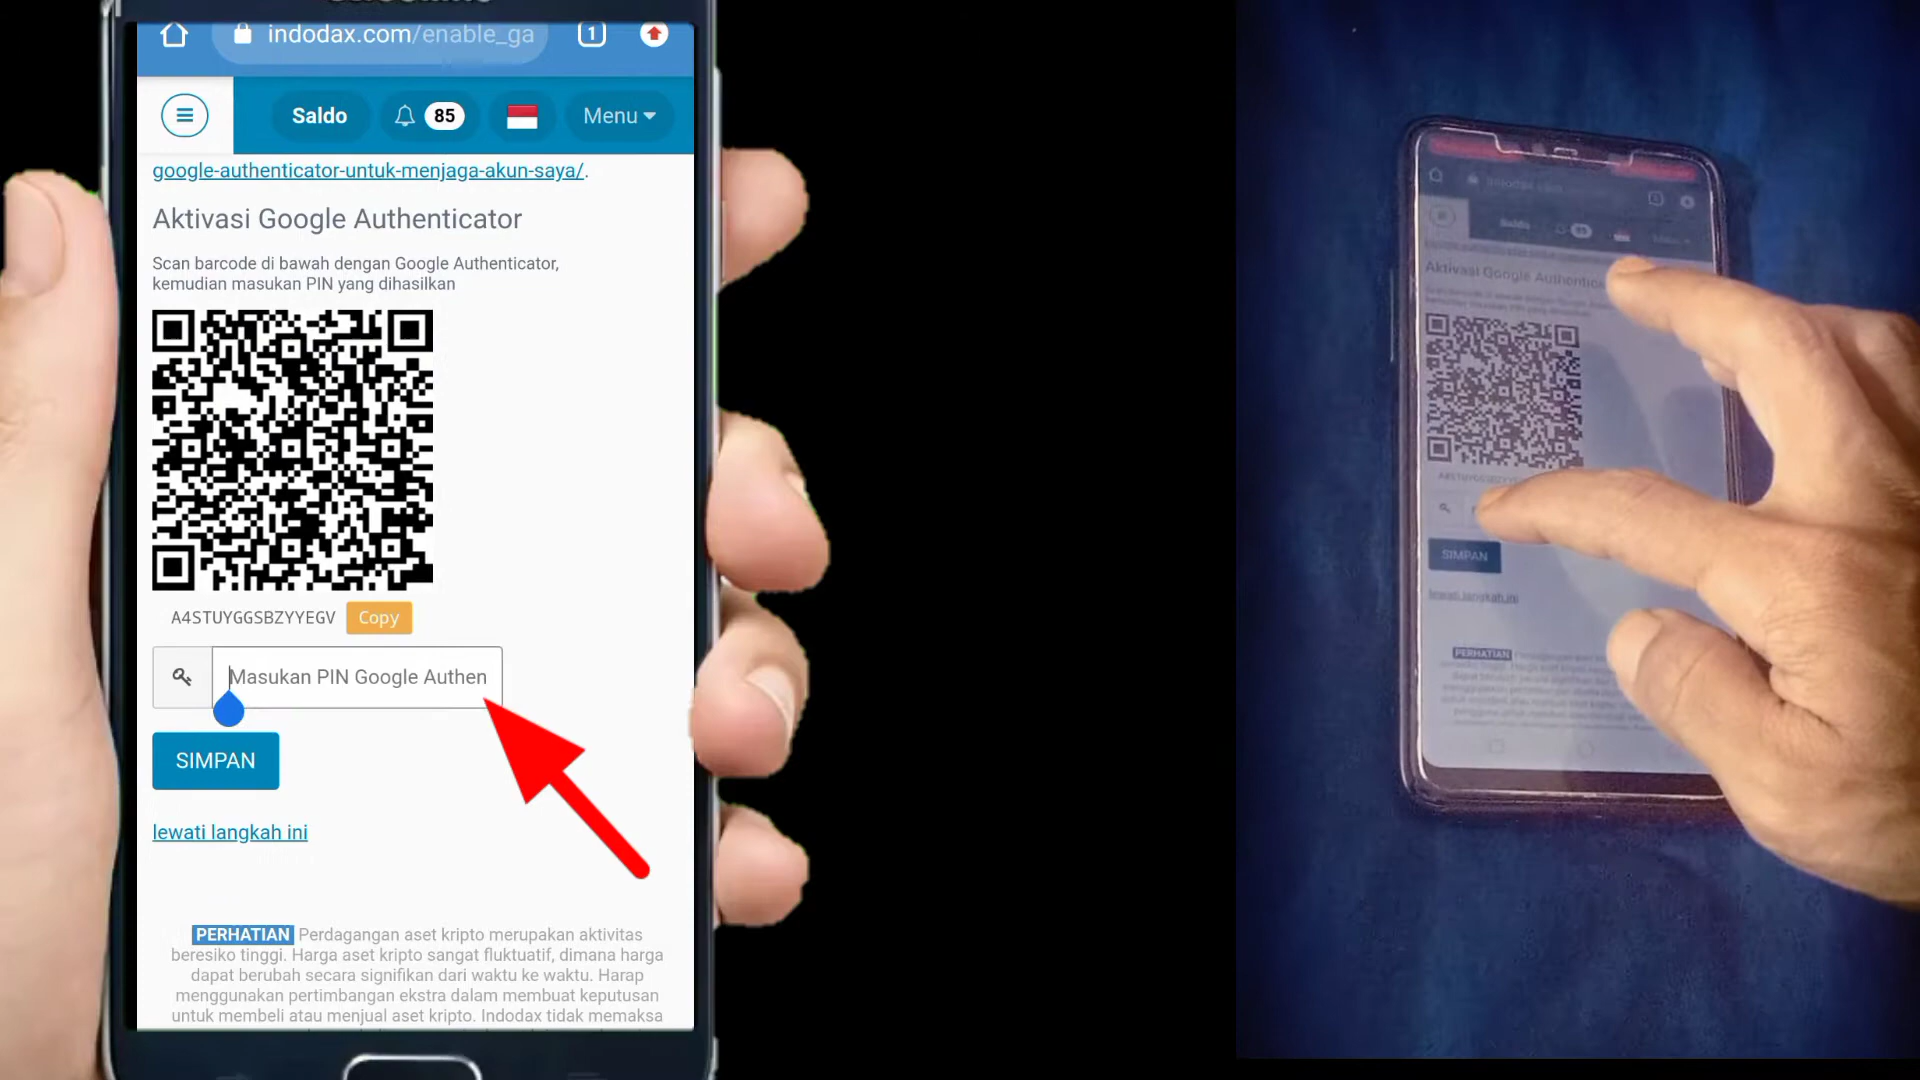 indodax.com/enable_ga
1
Saldo
85
Menu
google-authenticator-untuk-menjaga-akun-saya/.
Aktivasi Google Authenticator
Scan barcode di bawah dengan Google Authenticator,
kemudian masukan PIN yang dihasilkan
A4STUYGGSBZYYEGV Copy
Masukan PIN Google Authen
SIMPAN
lewati langkah ini
PERHATIAN Perdagangan aset kripto merupakan aktivitas
beresiko tinggi. Harga aset kripto sangat fluktuatif, dimana harga
dapat berubah secara signifikan dari waktu ke waktu. Harap
menggunakan pertimbangan ekstra dalam membuat keputusan
untuk membeli atau menjual aset kripto. Indodax tidak memaksa
Saldo
Aktivasi Google Authentic
SIMPAN
lewati langkah ini
PERHATIAN